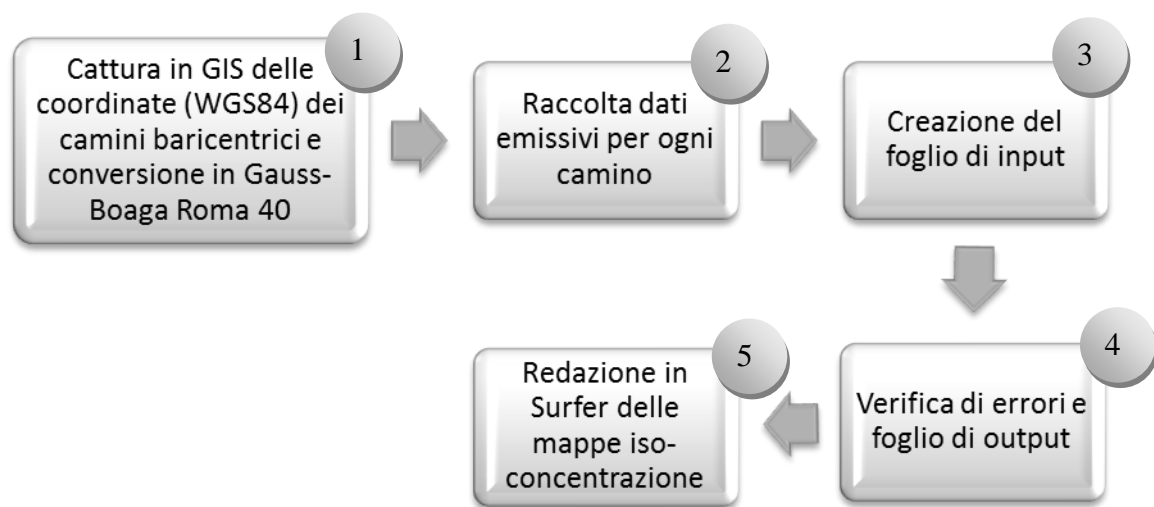 1
Cattura in GIS delle
coordinate (WGS84) dei
camini baricentrici e
conversione in Gauss-
Boaga Roma 40
2
Raccolta dati
emissivi per ogni
camino
3
Creazione del
foglio di input
4
Verifica di errori e
foglio di output
5
Redazione in
Surfer delle
mappe iso-
concentrazione